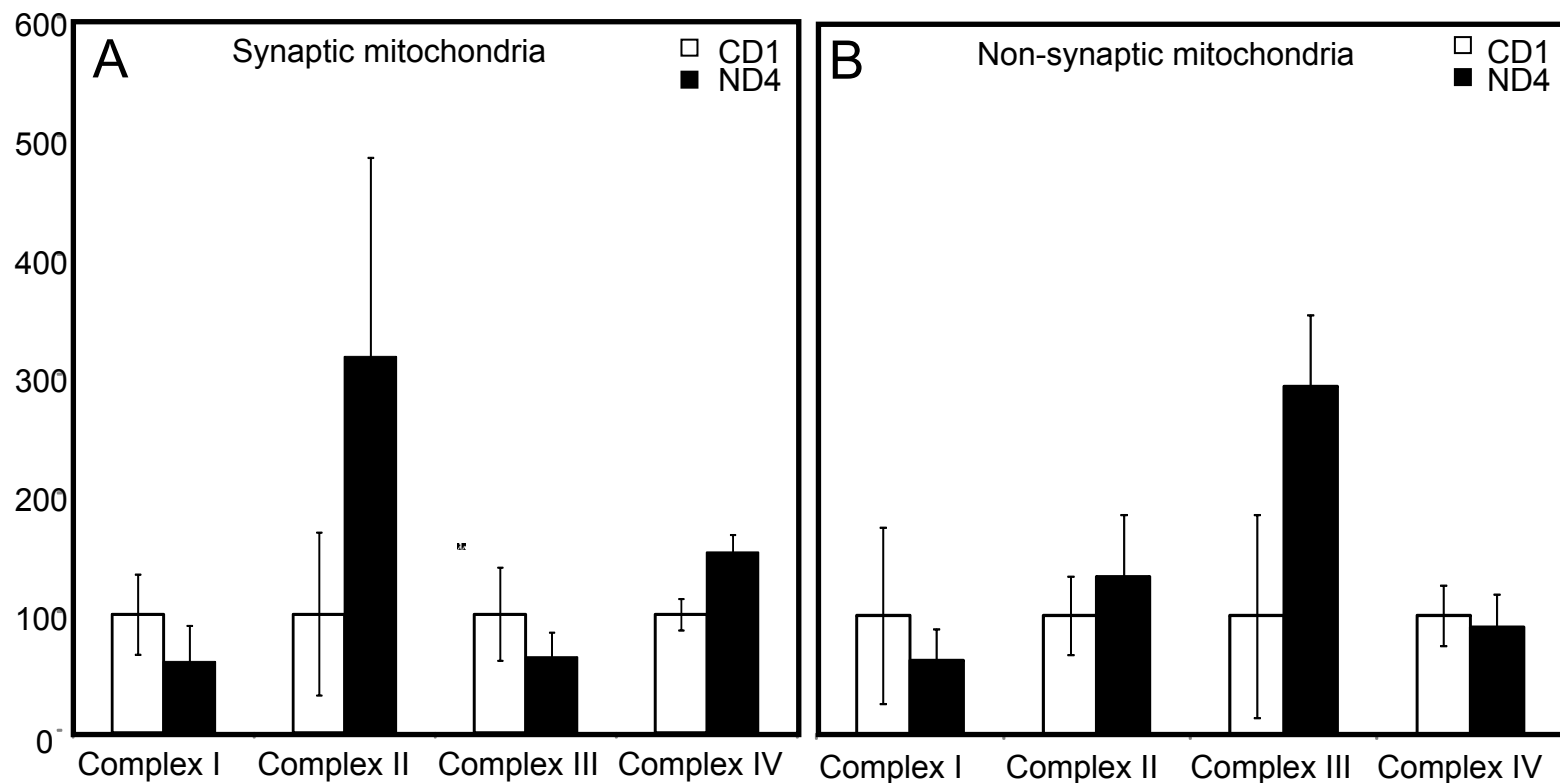 600
500
400
300
200
100
0
A
Synaptic mitochondria
CD1
ND4
Complex I
Complex II
Complex III
Complex IV
B
Non-synaptic mitochondria
CD1
ND4
Complex I
Complex II
Complex III
Complex IV